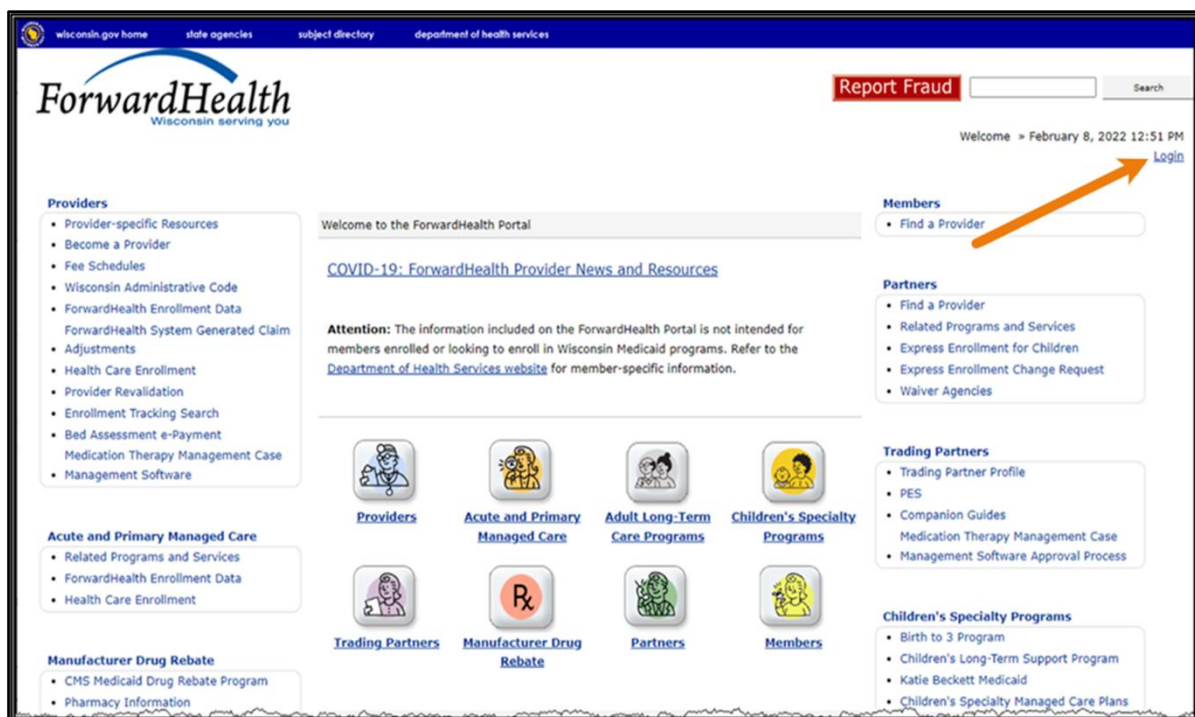 wisconsin.gov home state agencies subject directory department of health services
ForwardHealth
Wisconsin serving you
Report Fraud
Search
Welcome » February 8, 2022 12:51 PM
Login
Providers
• Provider-specific Resources
• Become a Provider
• Fee Schedules
• Wisconsin Administrative Code
• ForwardHealth Enrollment Data
ForwardHealth System Generated Claim
• Adjustments
• Health Care Enrollment
• Provider Revalidation
• Enrollment Tracking Search
• Bed Assessment e-Payment
Medication Therapy Management Case
• Management Software
Acute and Primary Managed Care
• Related Programs and Services
• ForwardHealth Enrollment Data
• Health Care Enrollment
Manufacturer Drug Rebate
• CMS Medicaid Drug Rebate Program
• Pharmacy Information
Welcome to the ForwardHealth Portal
COVID-19: ForwardHealth Provider News and Resources
Attention: The information included on the ForwardHealth Portal is not intended for
members enrolled or looking to enroll in Wisconsin Medicaid programs. Refer to the
Department of Health Services website for member-specific information.
Providers
Acute and Primary
Managed Care
Adult Long-Term
Care Programs
Children's Specialty
Programs
Trading Partners
Rx
Manufacturer Drug
Rebate
Partners
Members
Members
• Find a Provider
Partners
• Find a Provider
• Related Programs and Services
• Express Enrollment for Children
• Express Enrollment Change Request
• Waiver Agencies
Trading Partners
• Trading Partner Profile
• PES
• Companion Guides
Medication Therapy Management Case
• Management Software Approval Process
Children's Specialty Programs
• Birth to 3 Program
• Children's Long-Term Support Program
• Katie Beckett Medicaid
• Children's Specialty Managed Care Plans